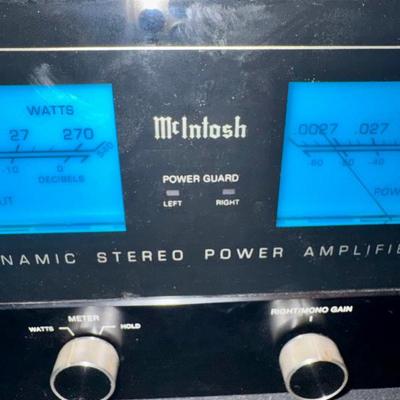 WATTS
27 270
-10 0
DECIBELS
McIntosh
POWER GUARD
LEFT RIGHT
.0027 .027
-60 -40
NAMIC STEREO POWER AMPLIFIE
METER
WATTS HOLD
RIGHT/MONO GAIN